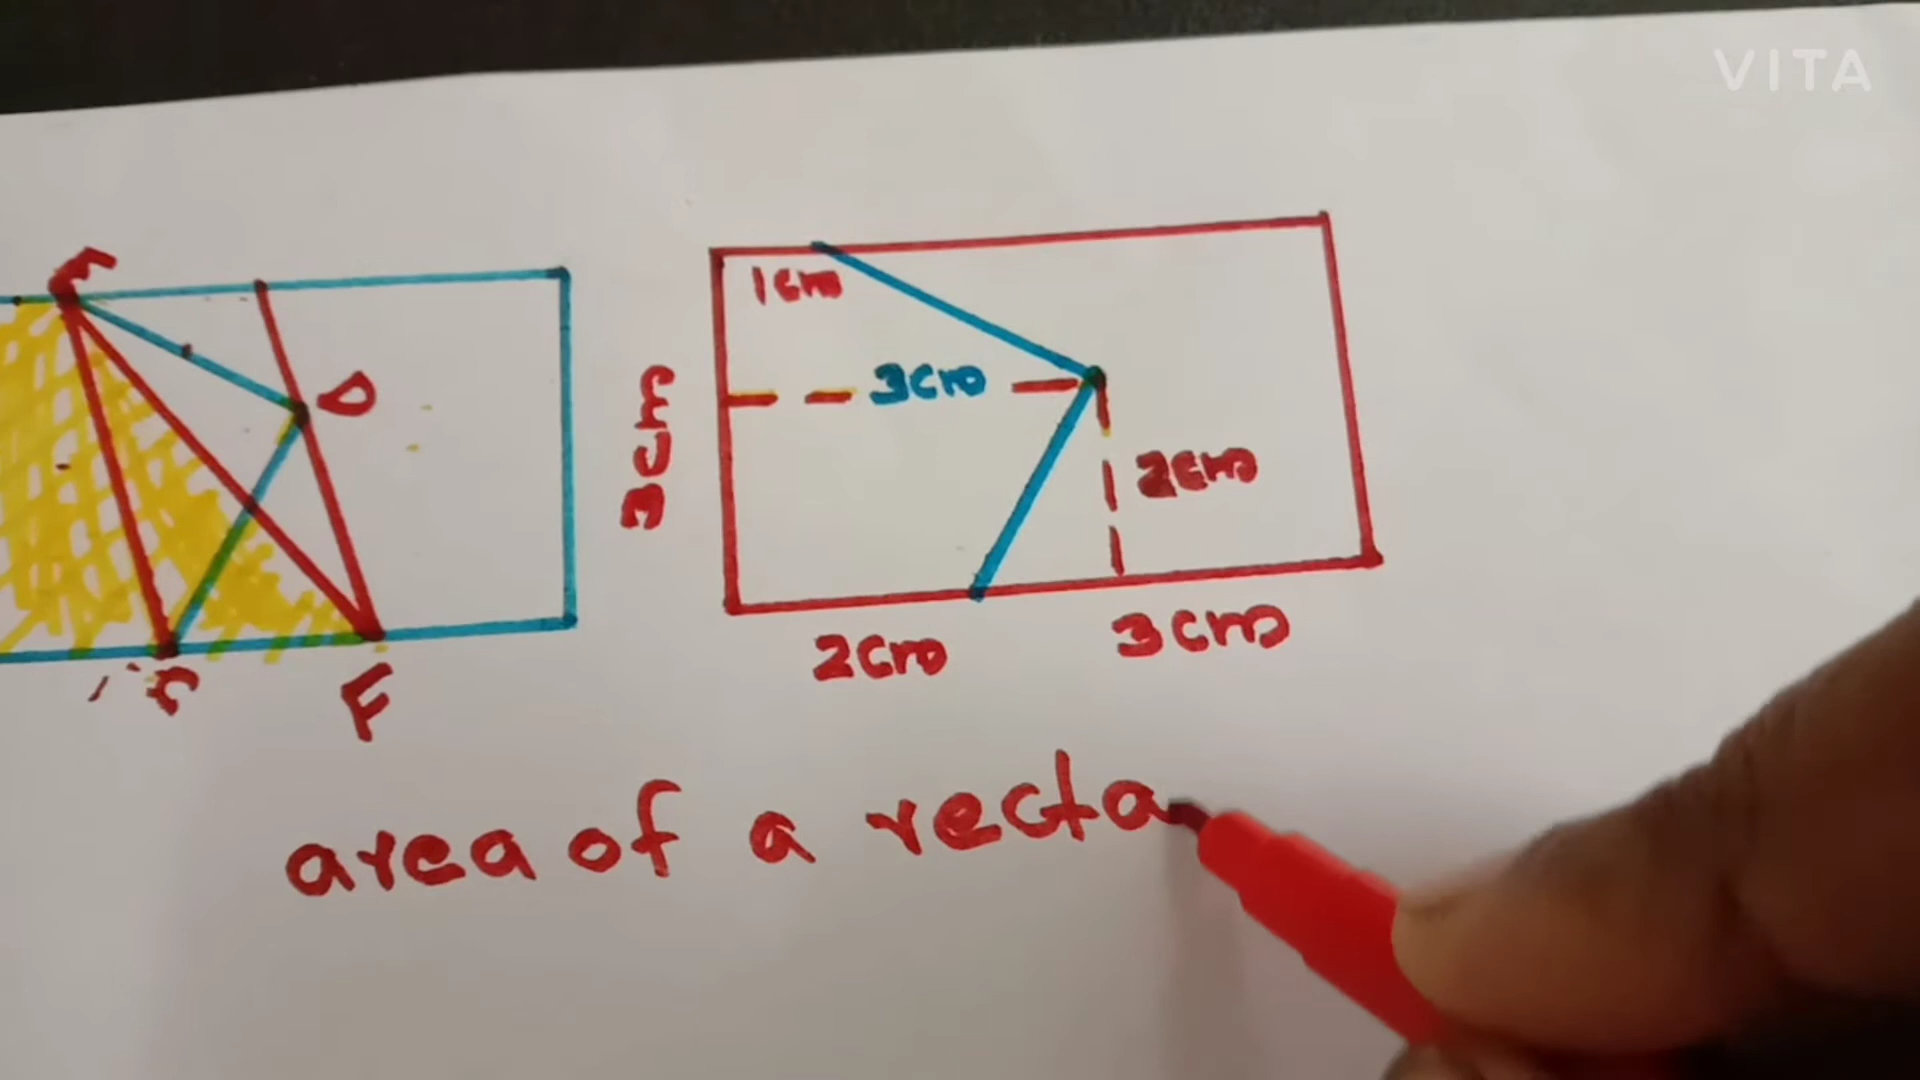 VITA
1cm
D
3cm
3cm
2cm
F
2cm
3cm
area of a recta